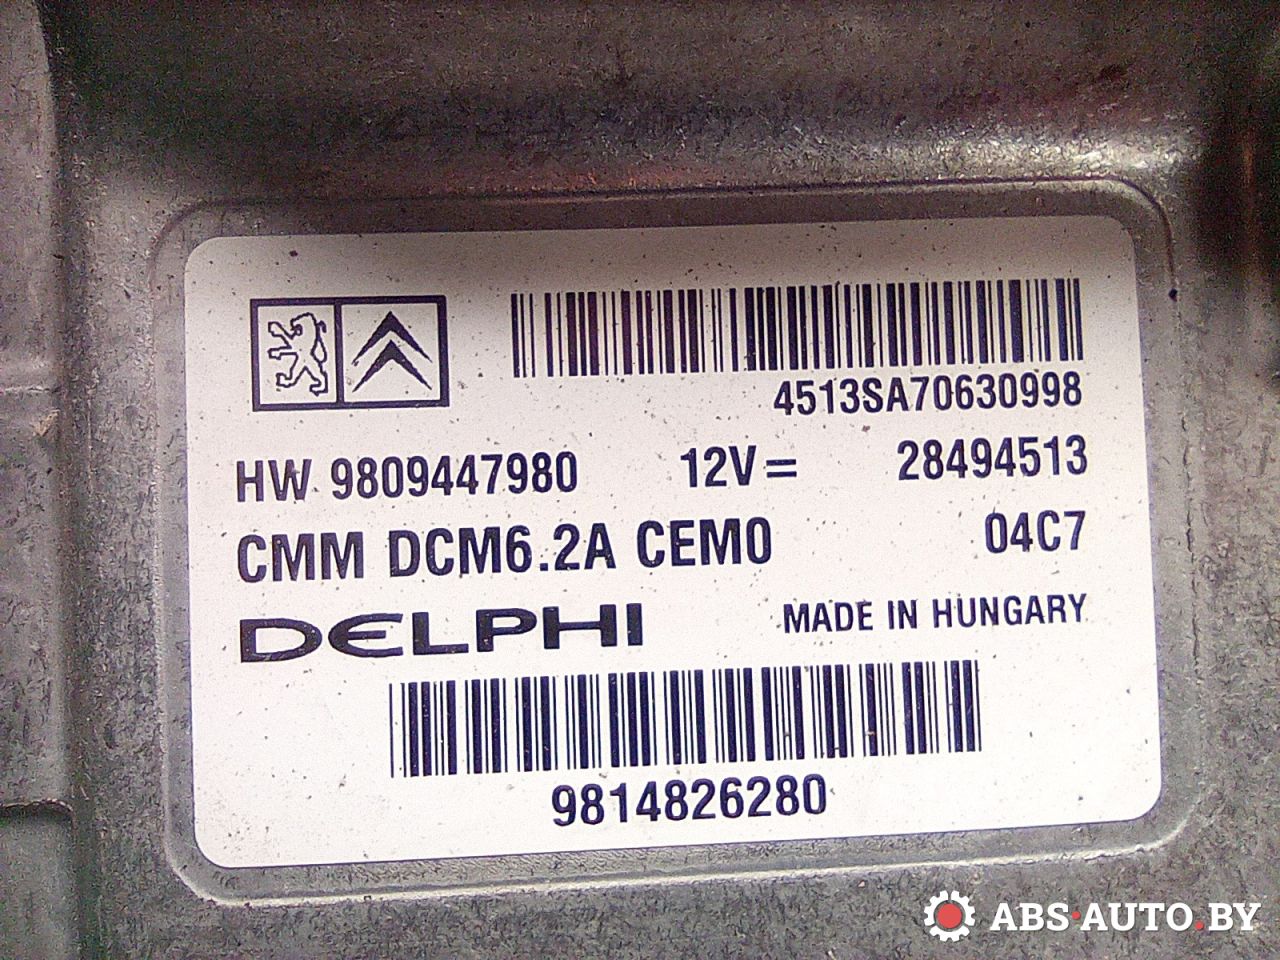 4513SA70630998
HW 9809447980 12V= 28494513
CMM DCM6.2A CEM0 04C7
DELPHI MADE IN HUNGARY
9814826280
ABS-AUTO.BY